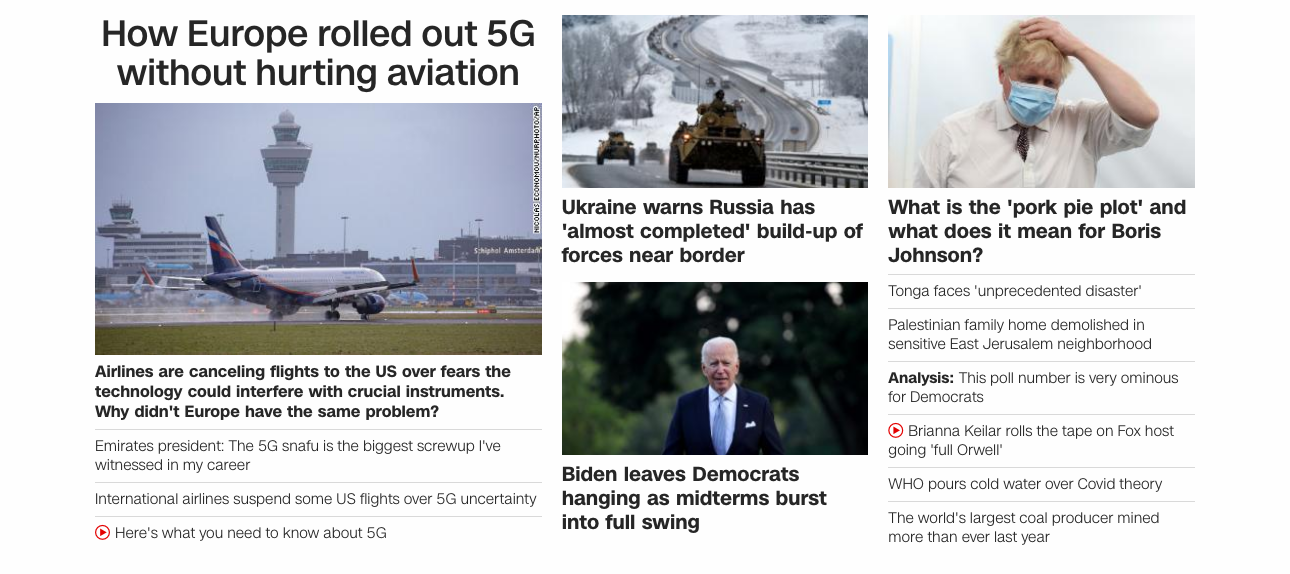 How Europe rolled out 5G
without hurting aviation
NICOLAS ECONOMOU/NURPHOTO/AP
Schiphol Amsterdam
Airlines are canceling flights to the US over fears the
technology could interfere with crucial instruments.
Why didn't Europe have the same problem?
Emirates president: The 5G snafu is the biggest screwup I've
witnessed in my career
International airlines suspend some US flights over 5G uncertainty
Here's what you need to know about 5G
Ukraine warns Russia has
'almost completed' build-up of
forces near border
Biden leaves Democrats
hanging as midterms burst
into full swing
What is the 'pork pie plot' and
what does it mean for Boris
Johnson?
Tonga faces 'unprecedented disaster'
Palestinian family home demolished in
sensitive East Jerusalem neighborhood
Analysis: This poll number is very ominous
for Democrats
Brianna Keilar rolls the tape on Fox host
going 'full Orwell'
WHO pours cold water over Covid theory
The world's largest coal producer mined
more than ever last year